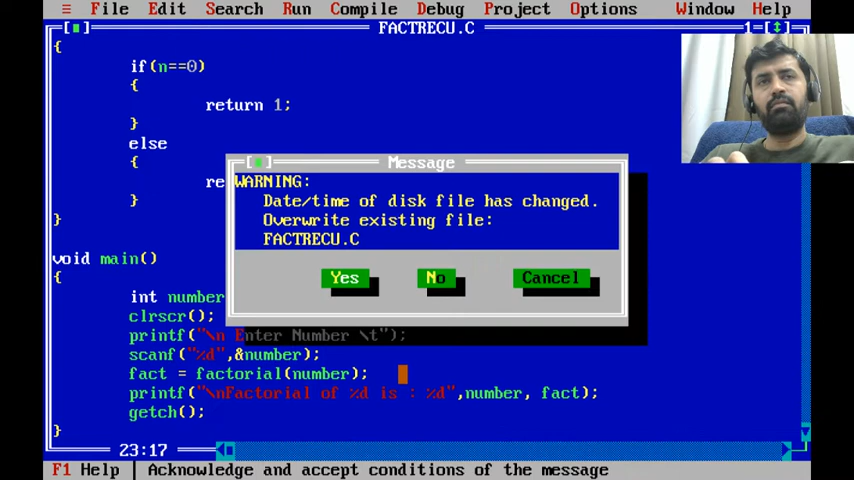 ≡ File Edit Search Run Compile Debug Project Options Window Help
FACTRECU.C 1
{
if(n==0)
{
return 1;
}
else
{
re
}
}
void main()
{
int number
clrscr();
printf("\n Enter Number \t");
scanf("%d",&number);
fact = factorial(number);
printf("\nFactorial of %d is : %d",number, fact);
getch();
}
Message
WARNING:
Date/time of disk file has changed.
Overwrite existing file:
FACTRECU.C
Yes No Cancel
23:17
F1 Help Acknowledge and accept conditions of the message